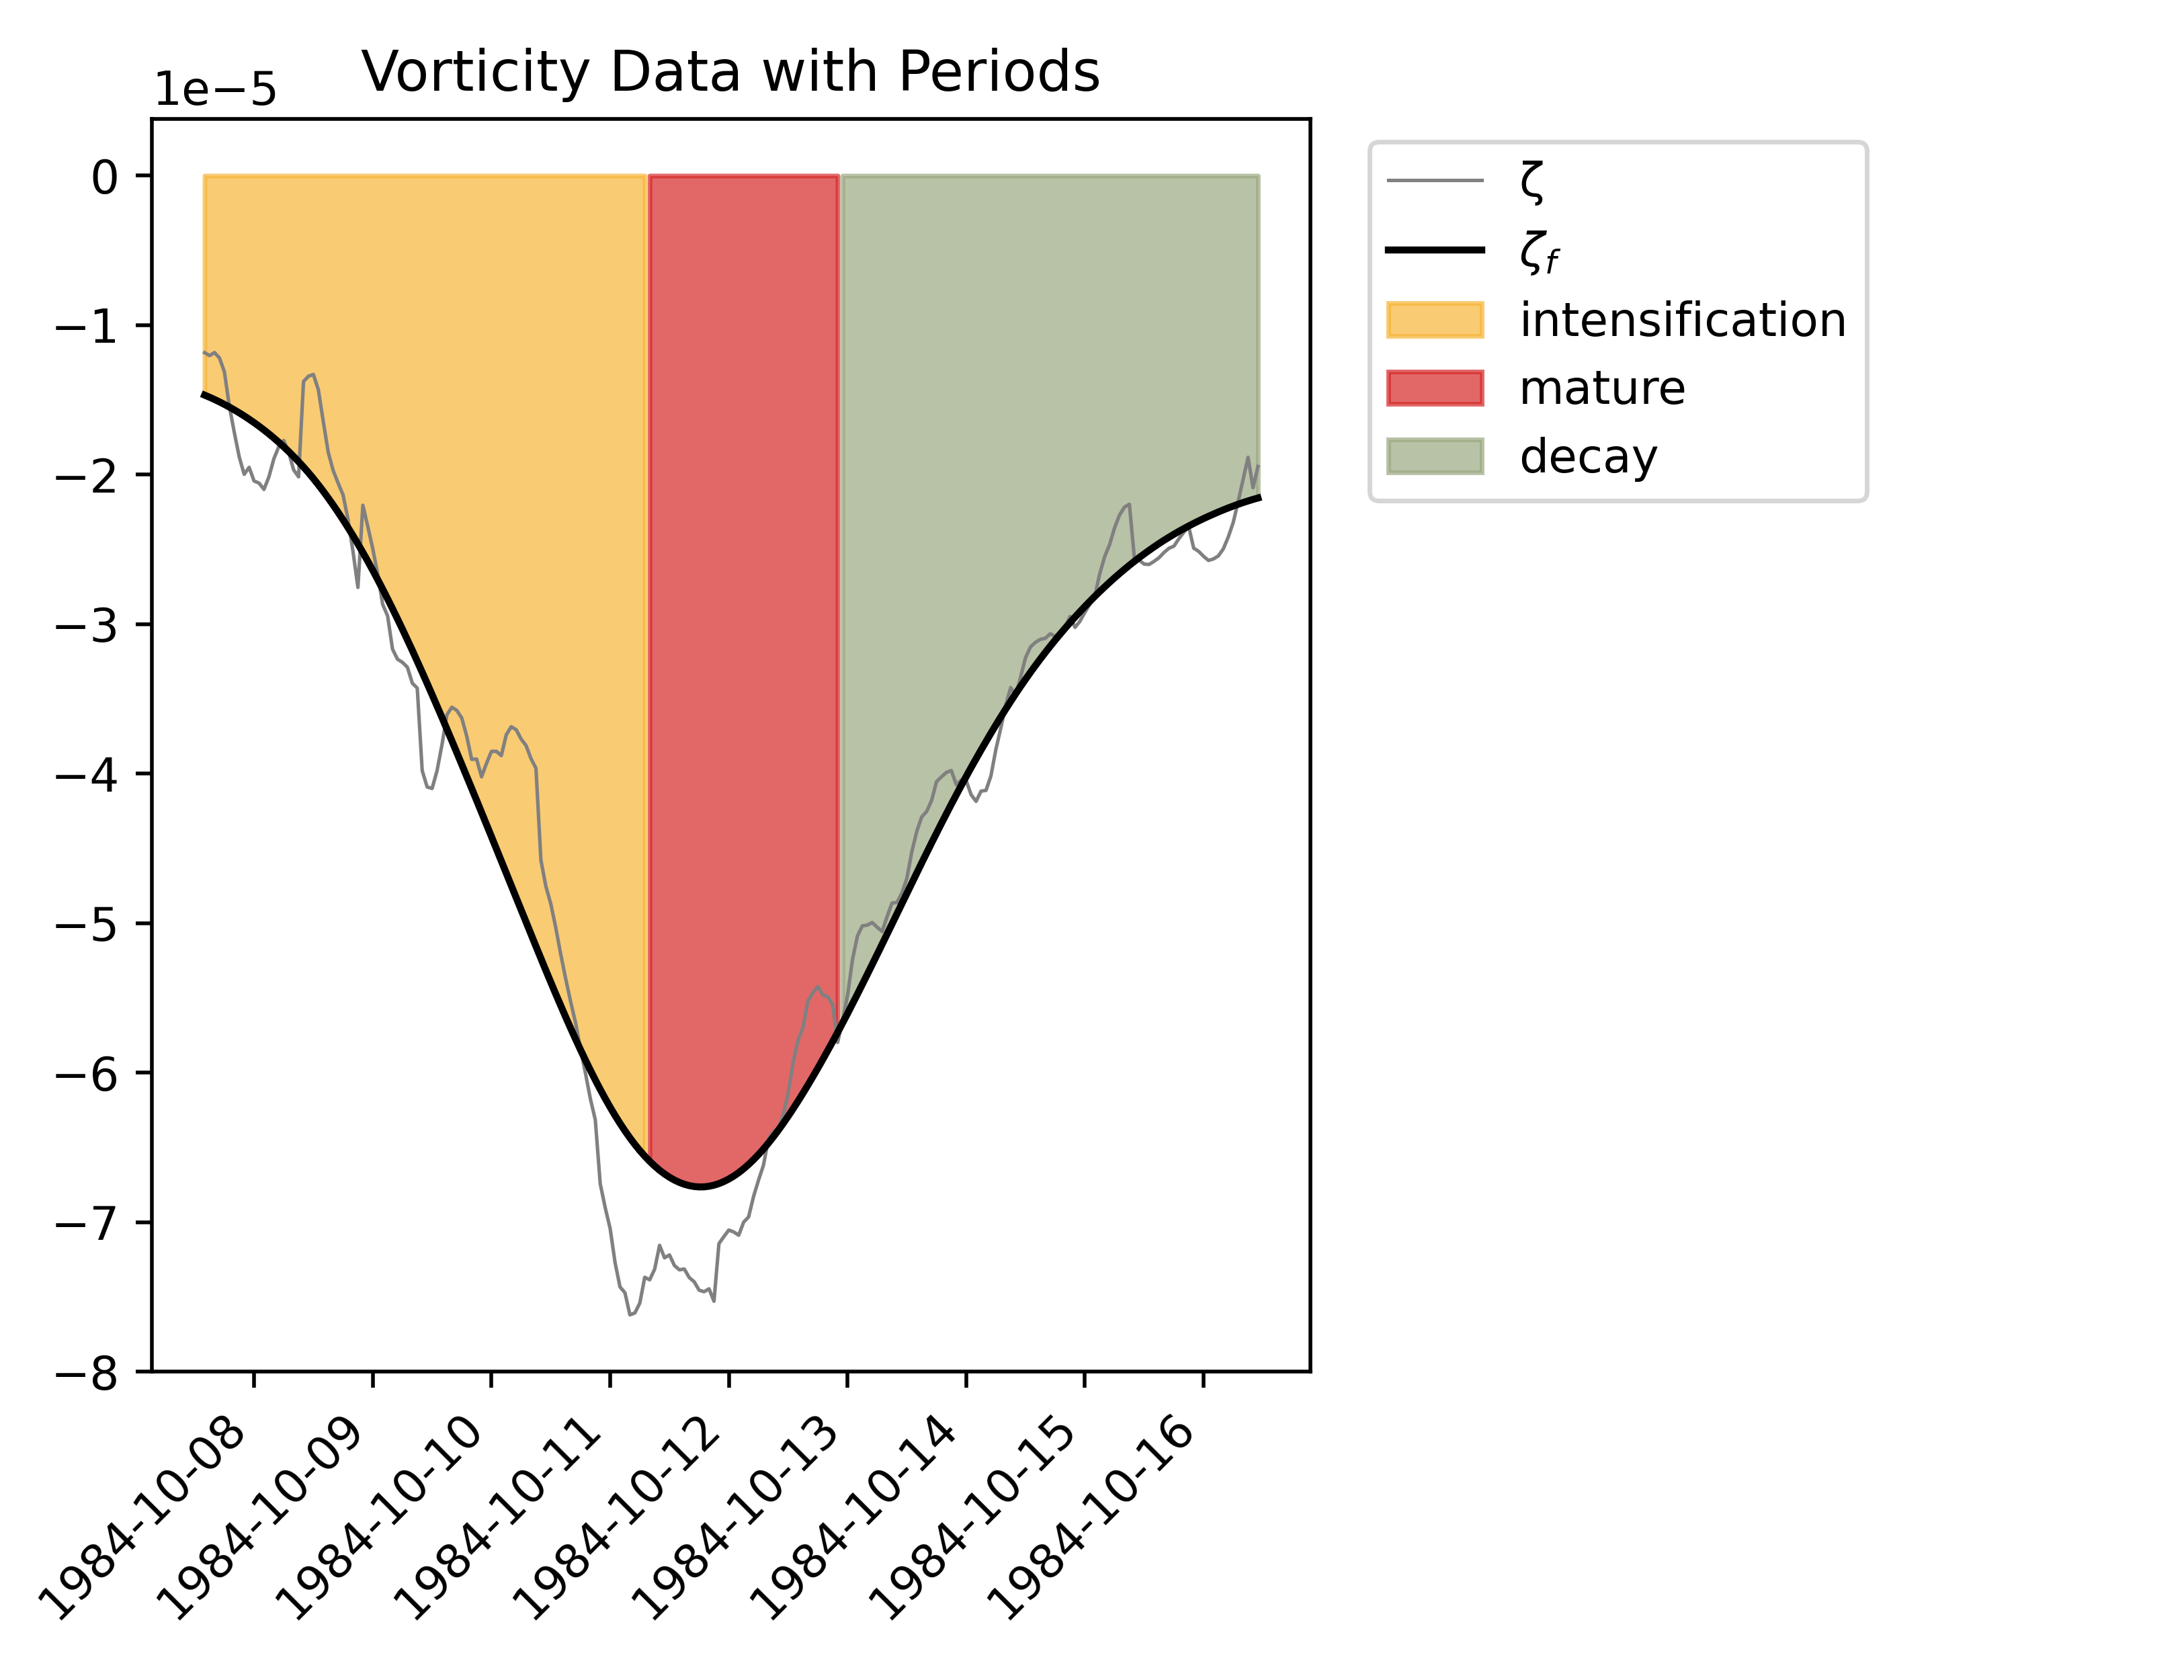 Vorticity Data with Periods
1e−5
0
−1
−2
−3
−4
−5
−6
−7
−8
1984-10-08
1984-10-09
1984-10-10
1984-10-11
1984-10-12
1984-10-13
1984-10-14
1984-10-15
1984-10-16
ζ
ζf
intensification
mature
decay